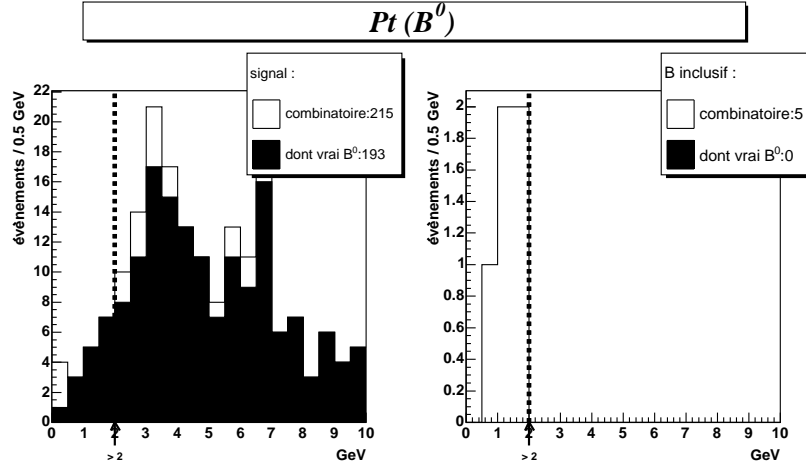 Pt (B⁰)
signal :
combinatoire:215
dont vrai B⁰:193
évènements / 0.5 GeV
22
20
18
16
14
12
10
8
6
4
2
0
0 1 2 3 4 5 6 7 8 9 10
> 2
GeV
B inclusif :
combinatoire:5
dont vrai B⁰:0
évènements / 0.5 GeV
2
1.8
1.6
1.4
1.2
1
0.8
0.6
0.4
0.2
0
0 1 2 3 4 5 6 7 8 9 10
> 2
GeV